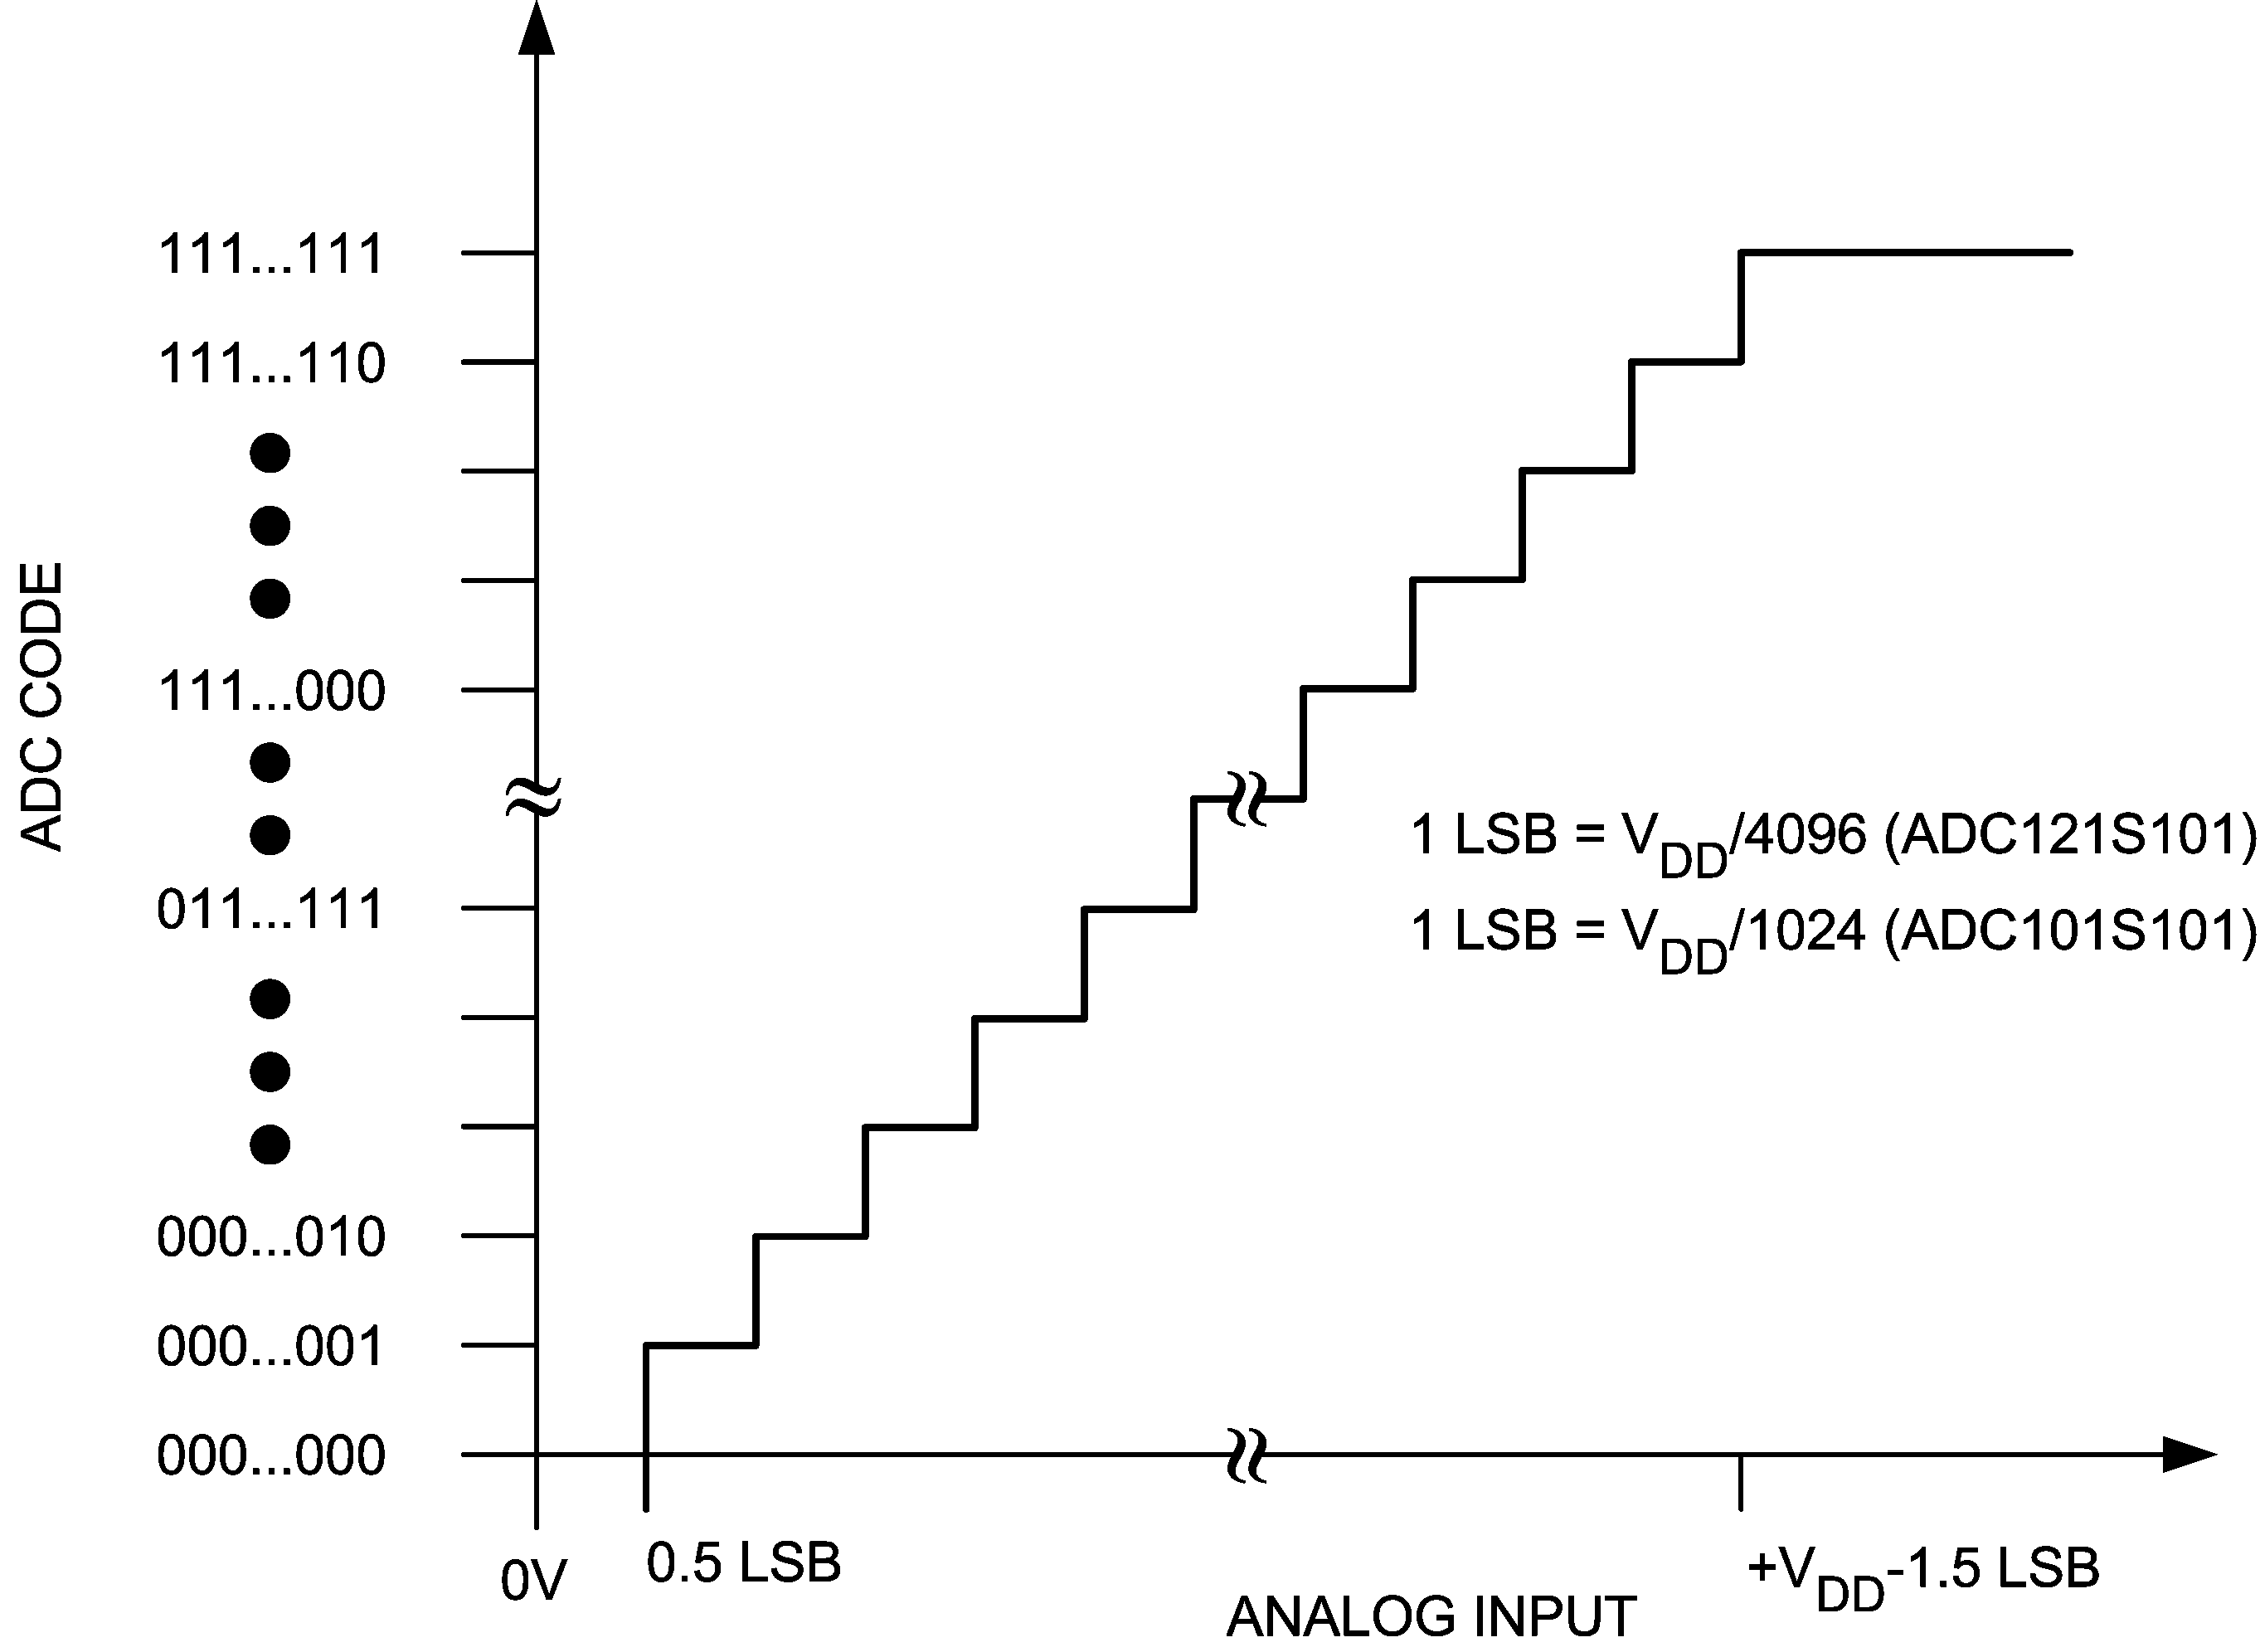 ADC CODE
111...111
111...110
111...000
011...111
000...010
000...001
000...000
1 LSB = VDD/4096 (ADC121S101)
1 LSB = VDD/1024 (ADC101S101)
0V
0.5 LSB
+VDD-1.5 LSB
ANALOG INPUT